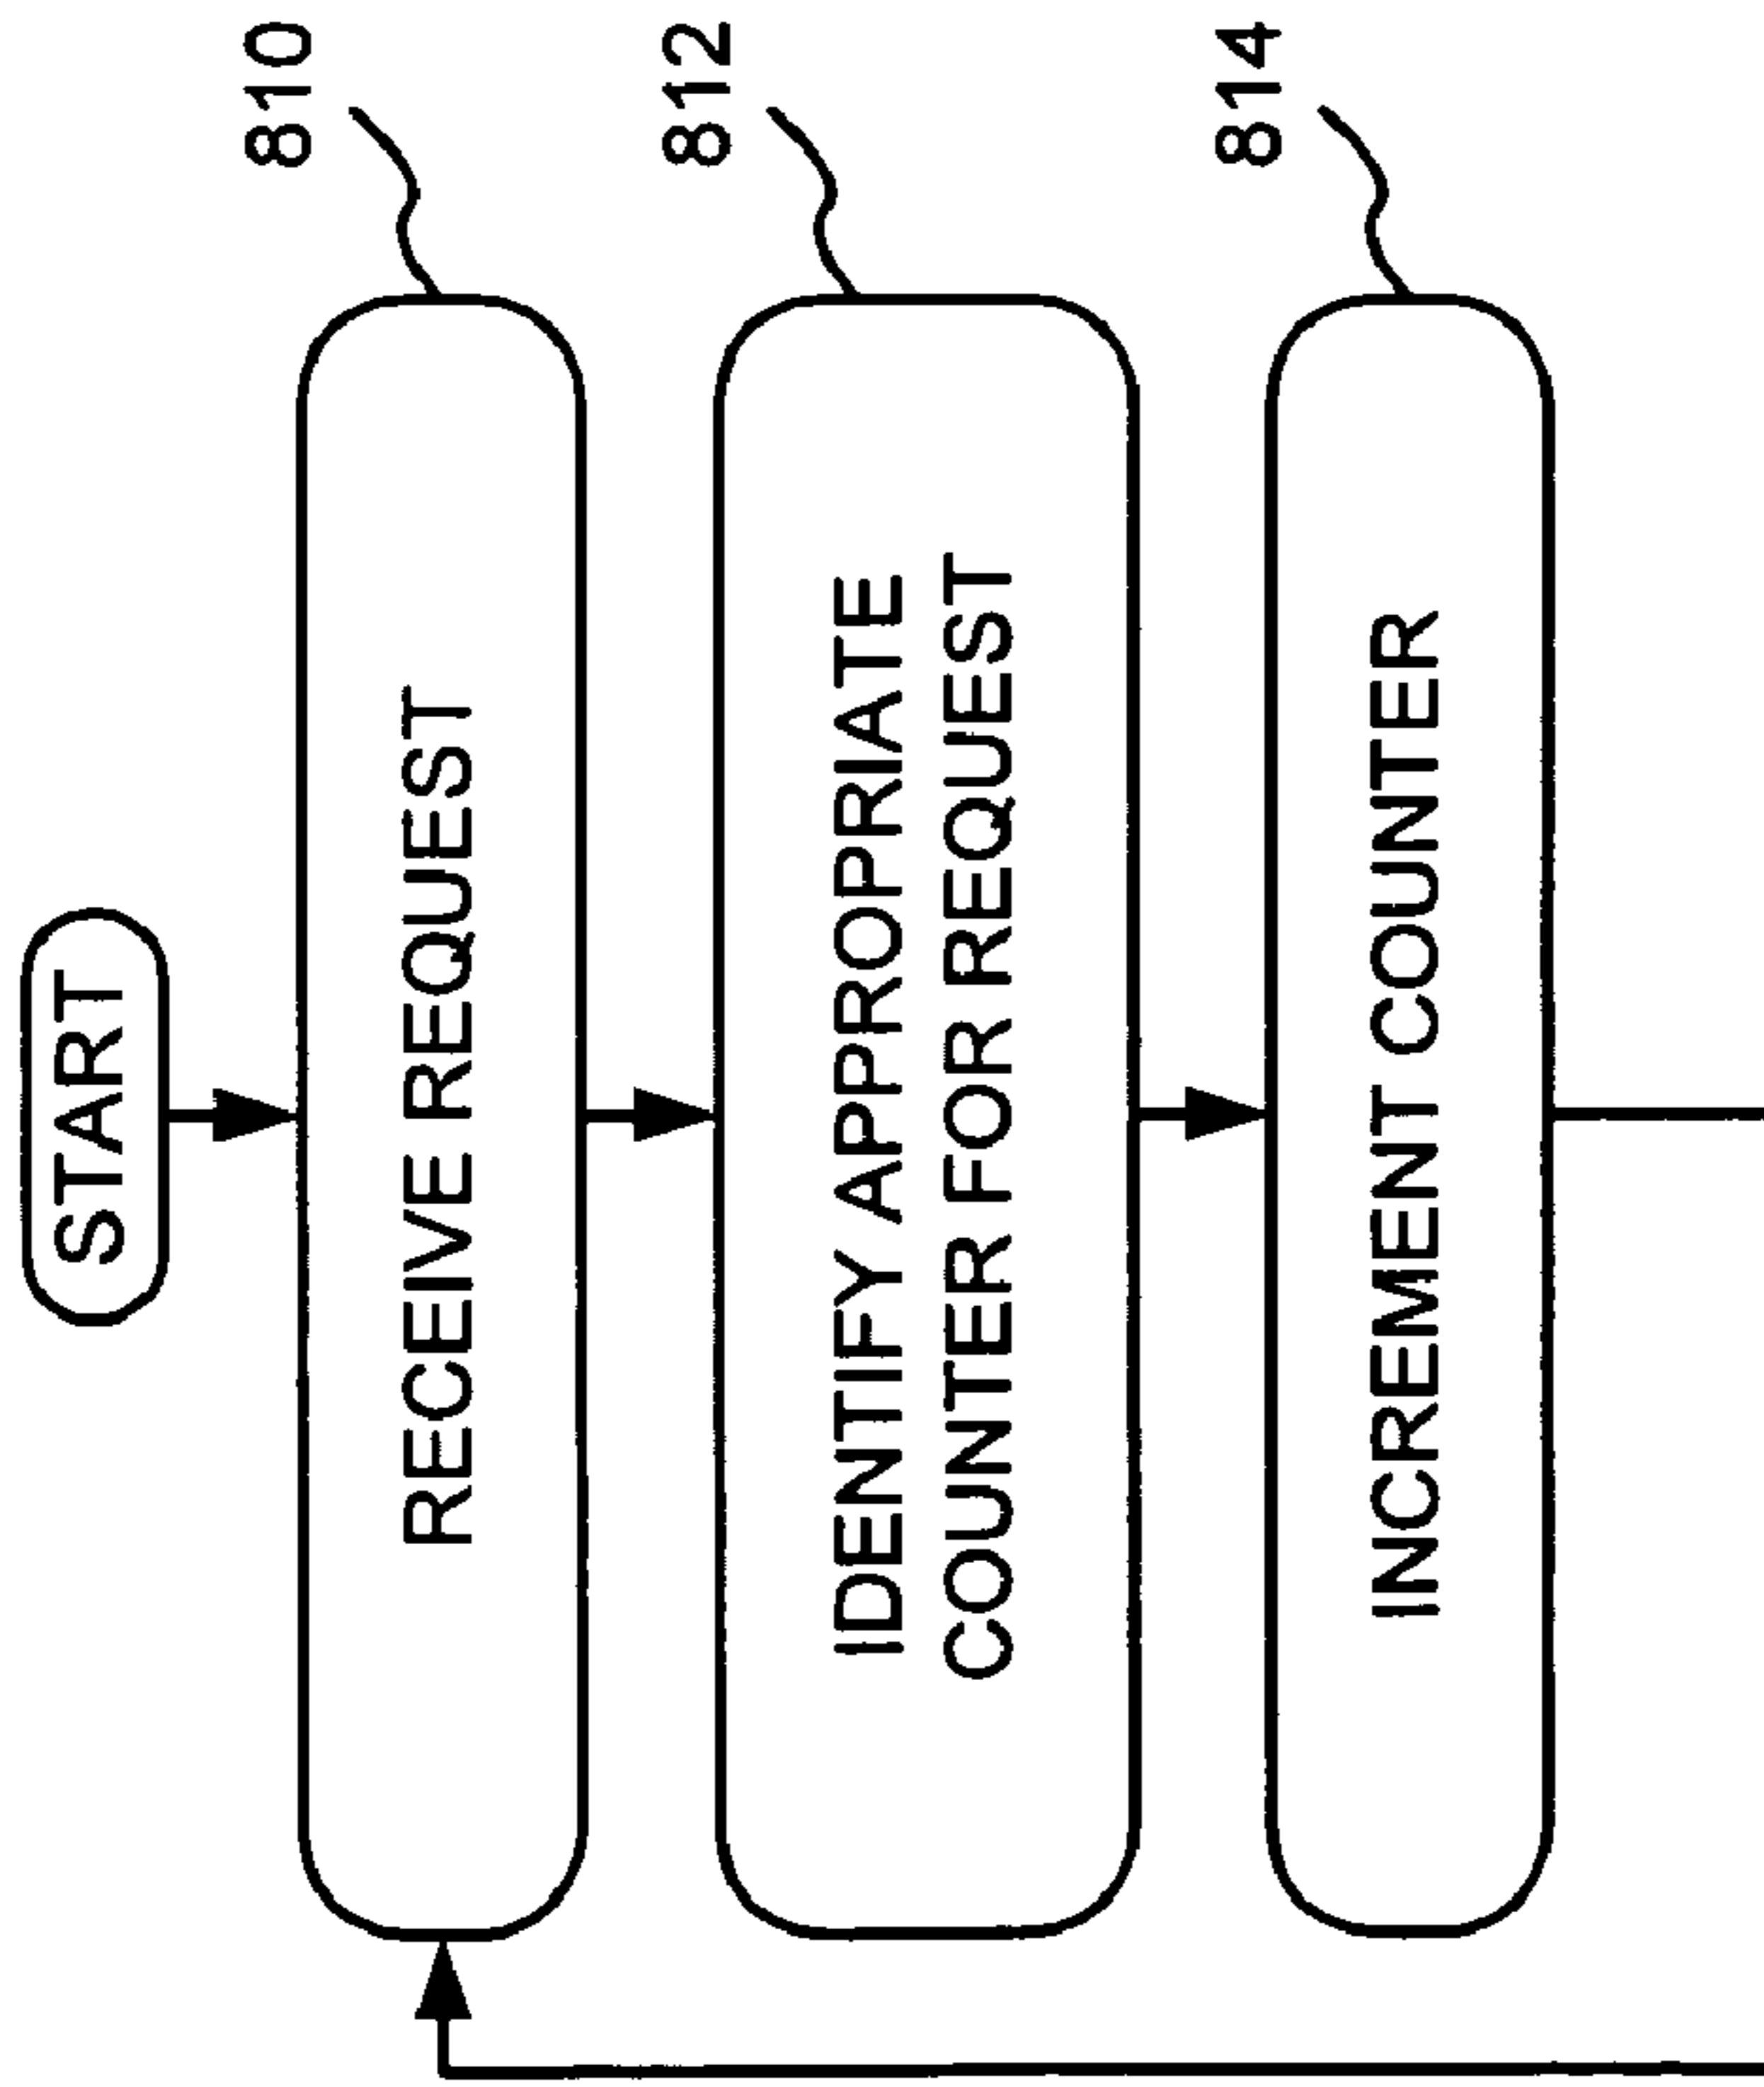 START
810
RECEIVE REQUEST
812
IDENTIFY APPROPRIATE
COUNTER FOR REQUEST
814
INCREMENT COUNTER